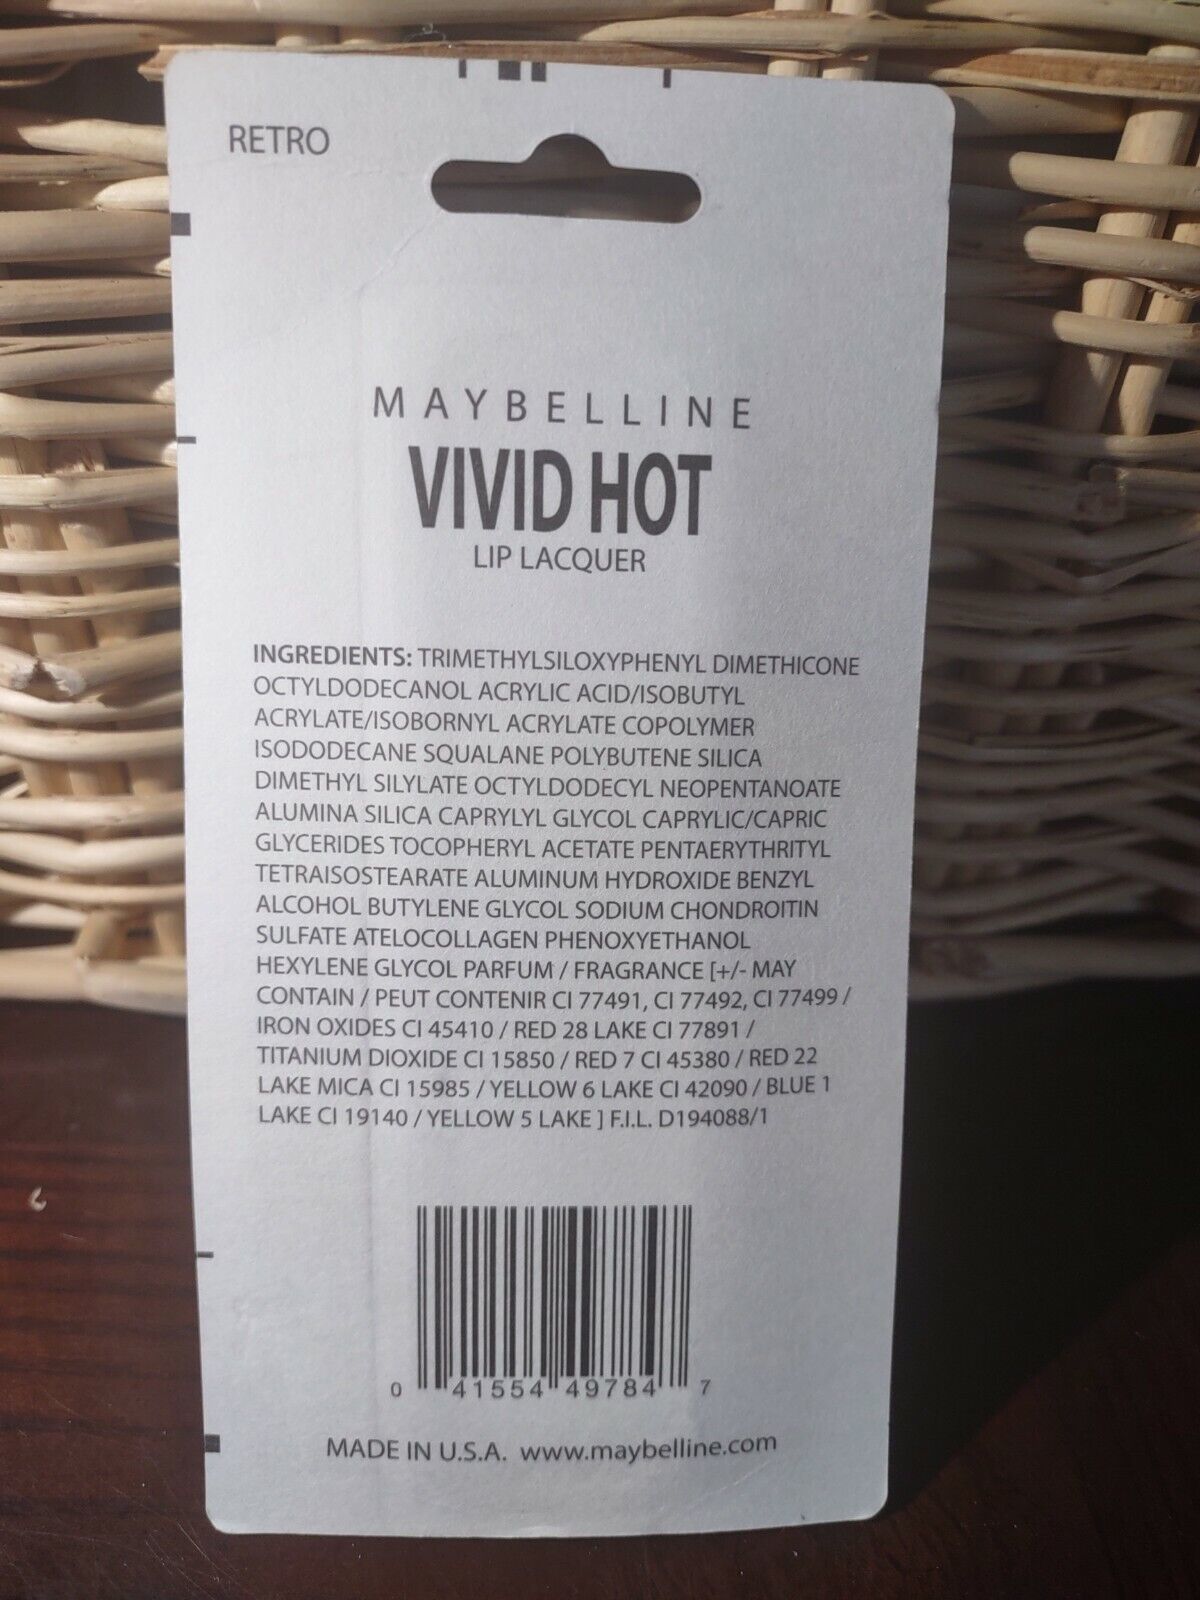 RETRO
MAYBELLINE
VIVID HOT
LIP LACQUER
INGREDIENTS: TRIMETHYLSILOXYPHENYL DIMETHICONE
OCTYLDODECANOL ACRYLIC ACID/ISOBUTYL
ACRYLATE/ISOBORNYL ACRYLATE COPOLYMER
ISODODECANE SQUALANE POLYBUTENE SILICA
DIMETHYL SILYLATE OCTYLDODECYL NEOPENTANOATE
ALUMINA SILICA CAPRYLYL GLYCOL CAPRYLIC/CAPRIC
GLYCERIDES TOCOPHERYL ACETATE PENTAERYTHRITYL
TETRAISOSTEARATE ALUMINUM HYDROXIDE BENZYL
ALCOHOL BUTYLENE GLYCOL SODIUM CHONDROITIN
SULFATE ATELOCOLLAGEN PHENOXYETHANOL
HEXYLENE GLYCOL PARFUM / FRAGRANCE [+/- MAY
CONTAIN / PEUT CONTENIR CI 77491, CI 77492, CI 77499 /
IRON OXIDES CI 45410 / RED 28 LAKE CI 77891 /
TITANIUM DIOXIDE CI 15850 / RED 7 CI 45380 / RED 22
LAKE MICA CI 15985 / YELLOW 6 LAKE CI 42090 / BLUE 1
LAKE CI 19140 / YELLOW 5 LAKE ] F.I.L. D194088/1
0 41554 49784 7
MADE IN U.S.A. www.maybelline.com